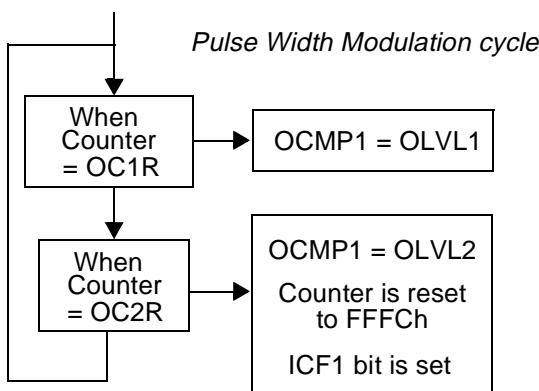 Pulse Width Modulation cycle
When
Counter
= OC1R
OCMP1 = OLVL1
When
Counter
= OC2R
OCMP1 = OLVL2
Counter is reset
to FFFCh
ICF1 bit is set